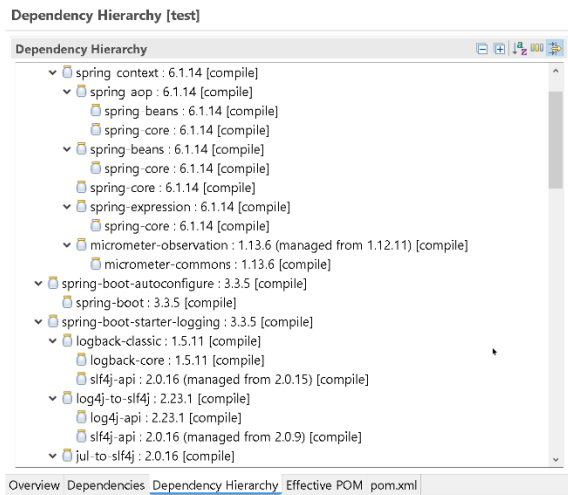 Dependency Hierarchy [test]
Dependency Hierarchy
spring context : 6.1.14 [compile]
spring aop : 6.1.14 [compile]
spring-beans : 6.1.14 [compile]
spring-core : 6.1.14 [compile]
spring-beans : 6.1.14 [compile]
spring-core : 6.1.14 [compile]
spring-core : 6.1.14 [compile]
spring-expression : 6.1.14 [compile]
spring-core : 6.1.14 [compile]
micrometer-observation : 1.13.6 (managed from 1.12.11) [compile]
micrometer-commons : 1.13.6 [compile]
spring-boot-autoconfigure : 3.3.5 [compile]
spring-boot : 3.3.5 [compile]
spring-boot-starter-logging : 3.3.5 [compile]
logback-classic : 1.5.11 [compile]
logback-core : 1.5.11 [compile]
slf4j-api : 2.0.16 (managed from 2.0.15) [compile]
log4j-to-slf4j : 2.23.1 [compile]
log4j-api : 2.23.1 [compile]
slf4j-api : 2.0.16 (managed from 2.0.9) [compile]
jul-to-slf4j : 2.0.16 [compile]
Overview Dependencies Dependency Hierarchy Effective POM pom.xml